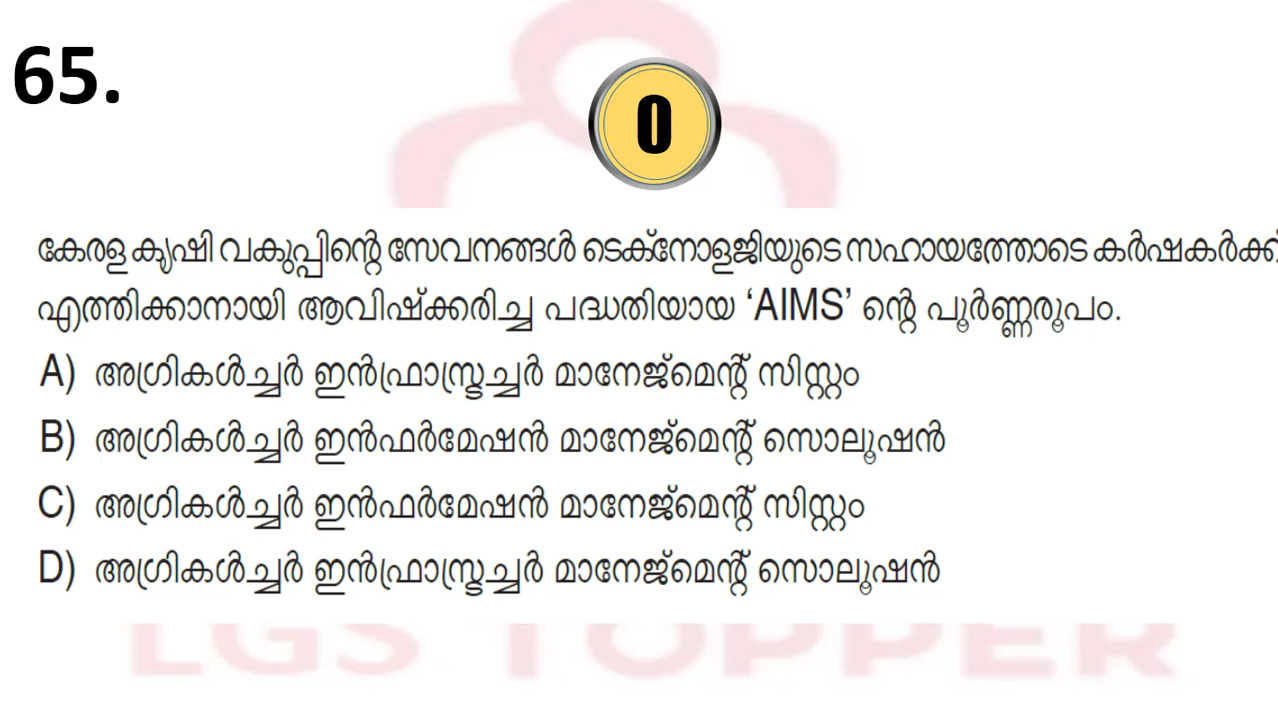 65.
0
കേരള കൃഷി വകുപ്പിന്റെ സേവനങ്ങൾ ടെക്നോളജിയുടെ സഹായത്തോടെ കർഷകർക്ക്
എത്തിക്കാനായി ആവിഷ്ക്കരിച്ച പദ്ധതിയായ ‘AIMS’ ന്റെ പൂർണ്ണരൂപം.
A) അഗ്രികൾച്ചർ ഇൻഫ്രാസ്ട്രച്ചർ മാനേജ്മെന്റ് സിസ്റ്റം
B) അഗ്രികൾച്ചർ ഇൻഫർമേഷൻ മാനേജ്മെന്റ് സൊലൂഷൻ
C) അഗ്രികൾച്ചർ ഇൻഫർമേഷൻ മാനേജ്മെന്റ് സിസ്റ്റം
D) അഗ്രികൾച്ചർ ഇൻഫ്രാസ്ട്രച്ചർ മാനേജ്മെന്റ് സൊലൂഷൻ
LGS TOPPER